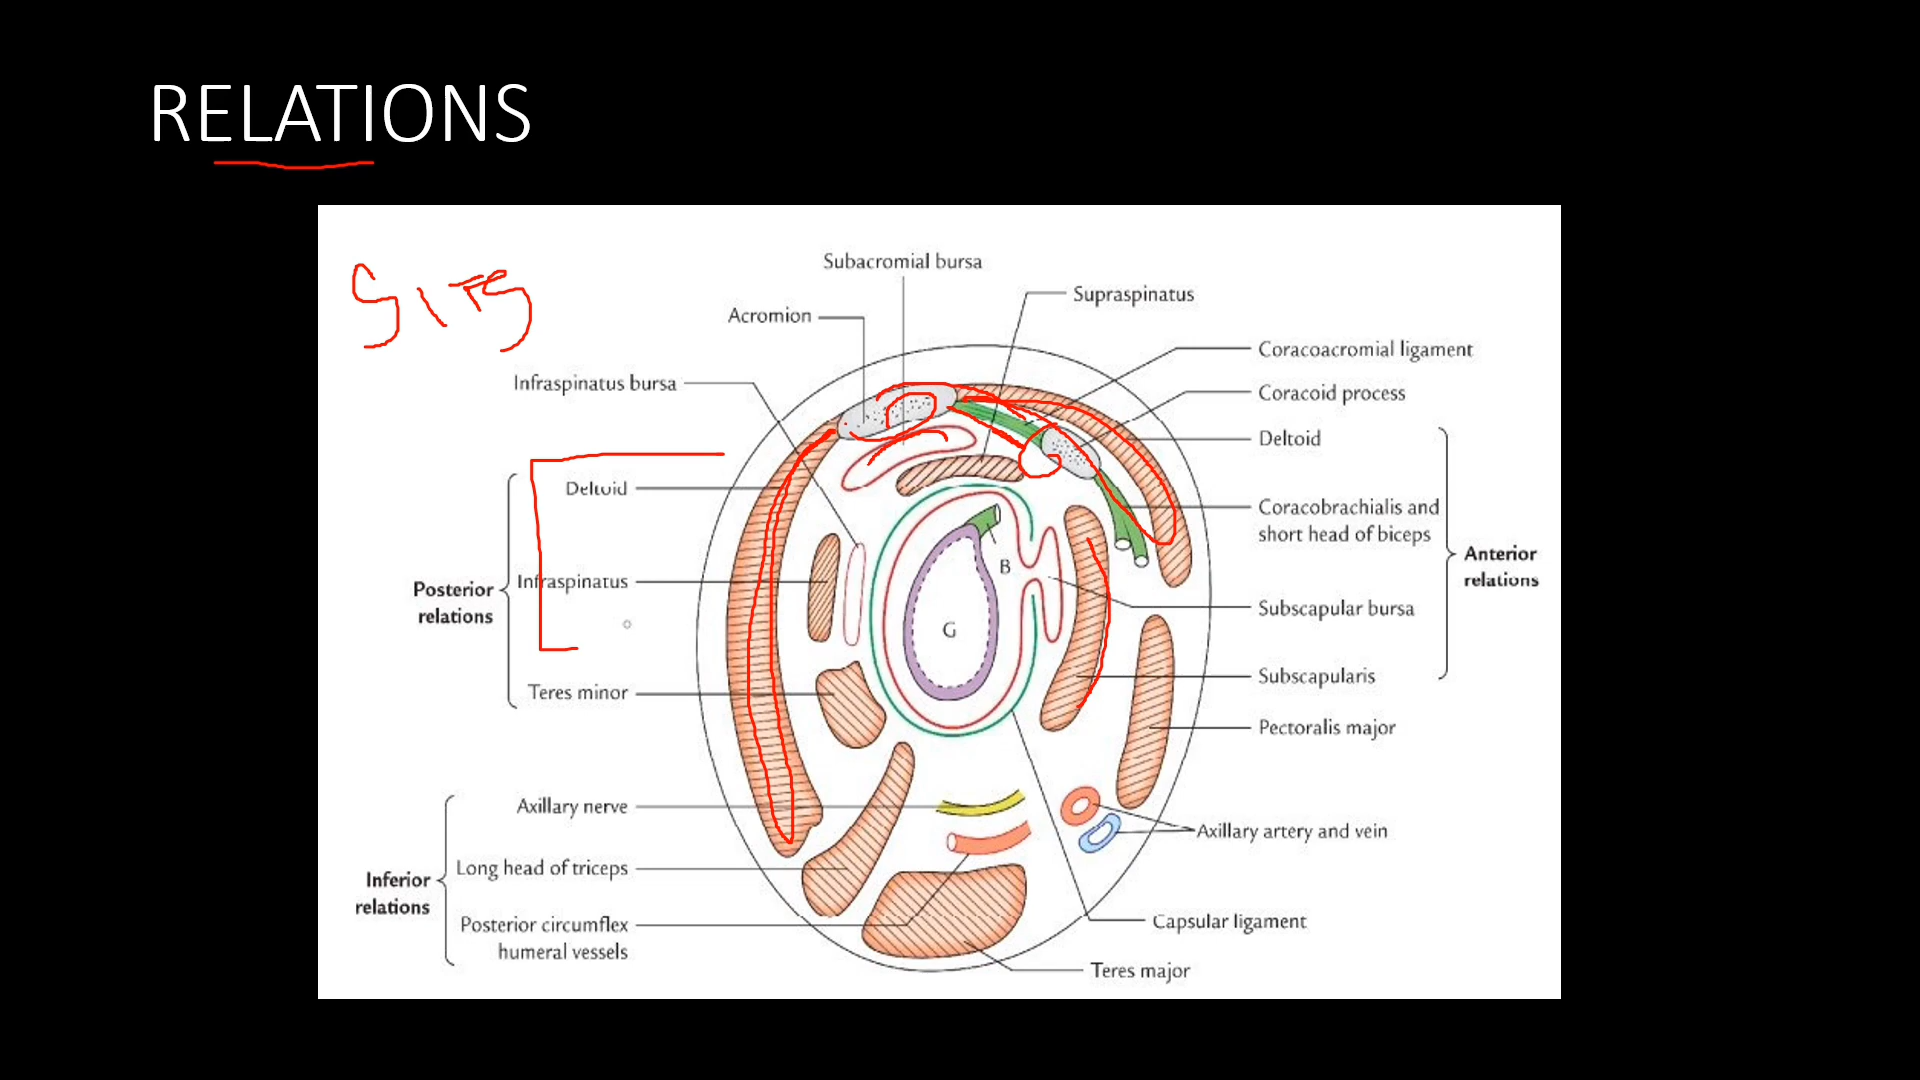 RELATIONS
SITS
Subacromial bursa
Supraspinatus
Acromion
Coracoacromial ligament
Infraspinatus bursa
Coracoid process
Deltoid
Deltoid
Coracobrachialis and
short head of biceps
Anterior
relations
B
Infraspinatus
Posterior
relations
Subscapular bursa
G
Subscapularis
Teres minor
Pectoralis major
Axillary nerve
Axillary artery and vein
Long head of triceps
Inferior
relations
Posterior circumflex
humeral vessels
Capsular ligament
Teres major